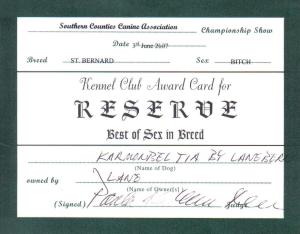 Southern Counties Canine Association
Championship Show
Date 3rd June 2007
Breed ST. BERNARD Sex BITCH
Kennel Club Award Card for
RESERVE
Best of Sex in Breed
KARMONDEL TIA BY LANEBERN
(Name of Dog)
owned by LANE
(Name of Owner(s))
(Signed) Judge